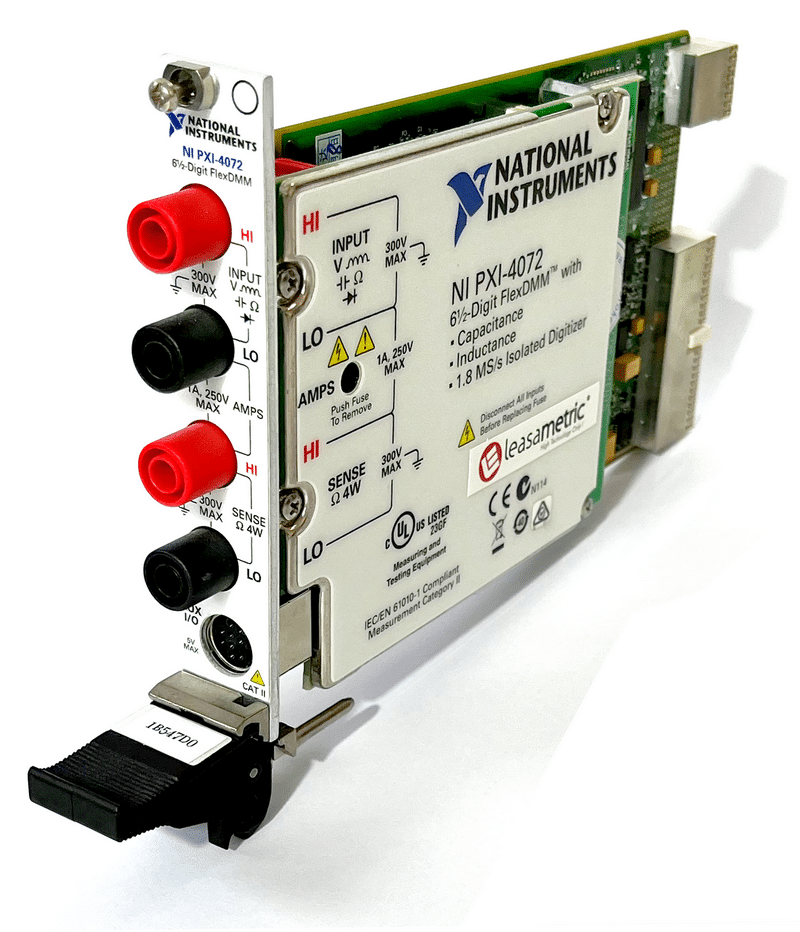 NATIONAL
INSTRUMENTS
NI PXI-4072
6½-Digit FlexDMM
HI
300V
MAX
INPUT
V
Ω
LO
1A, 250V
MAX
AMPS
HI
300V
MAX
SENSE
Ω 4W
LO
I/O
5V
MAX
CAT II
1B547D0
NATIONAL
INSTRUMENTS
NI PXI-4072
6½-Digit FlexDMM™ with
• Capacitance
• Inductance
• 1.8 MS/s Isolated Digitizer
HI
INPUT
V
Ω
300V
MAX
LO
1A, 250V
MAX
AMPS
Push Fuse
To Remove
HI
SENSE
Ω 4W
300V
MAX
LO
Disconnect All Inputs
Before Replacing Fuse
leasametric
CE
N114
C UL US LISTED
23GF
Measuring and
Testing Equipment
IEC/EN 61010-1 Compliant
Measurement Category II